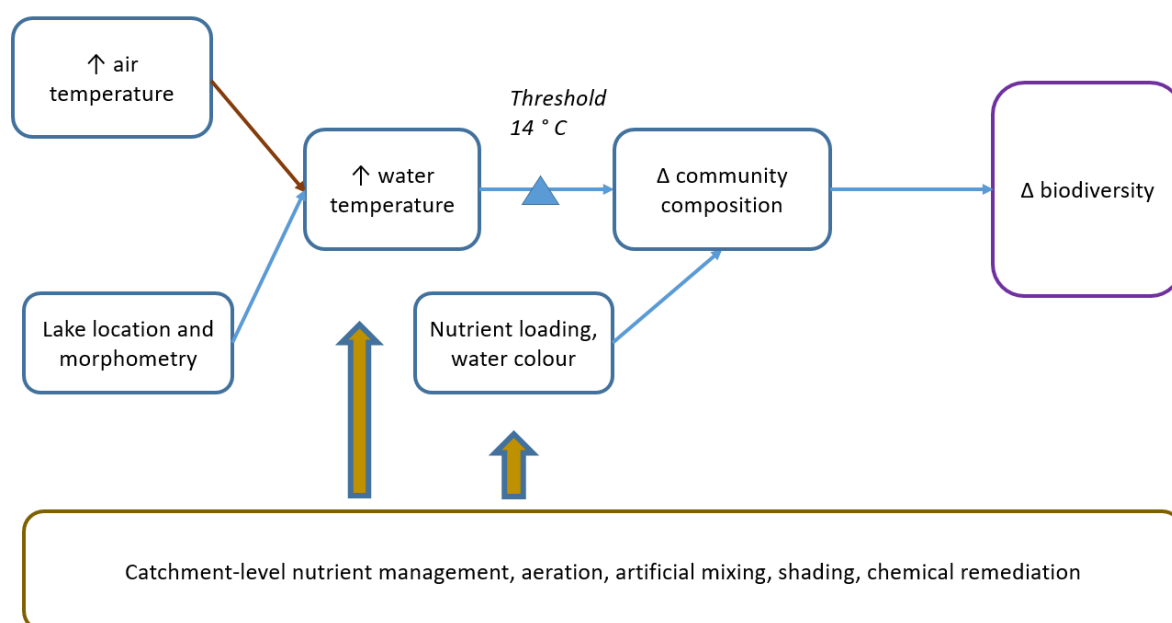 ↑ air
temperature
Threshold
14 ° C
↑ water
temperature
Δ community
composition
Δ biodiversity
Lake location and
morphometry
Nutrient loading,
water colour
Catchment-level nutrient management, aeration, artificial mixing, shading, chemical remediation